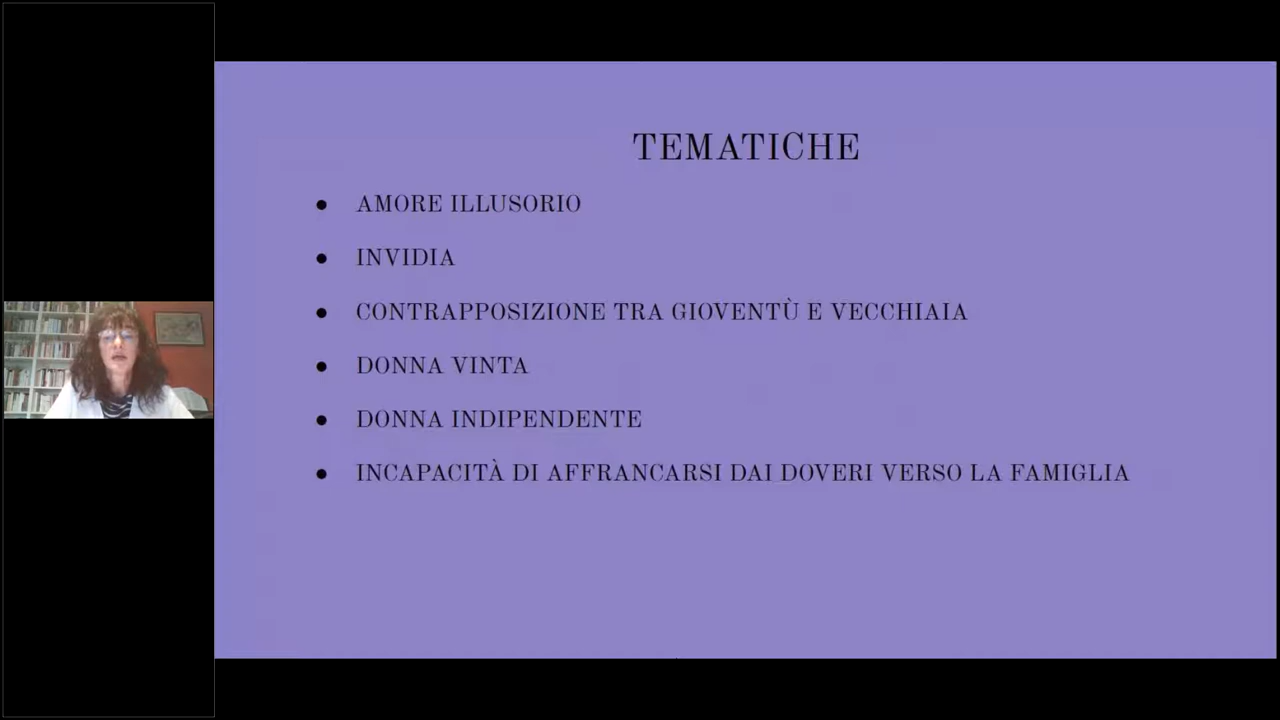 TEMATICHE
AMORE ILLUSORIO
INVIDIA
CONTRAPPOSIZIONE TRA GIOVENTÙ E VECCHIAIA
DONNA VINTA
DONNA INDIPENDENTE
INCAPACITÀ DI AFFRANCARSI DAI DOVERI VERSO LA FAMIGLIA